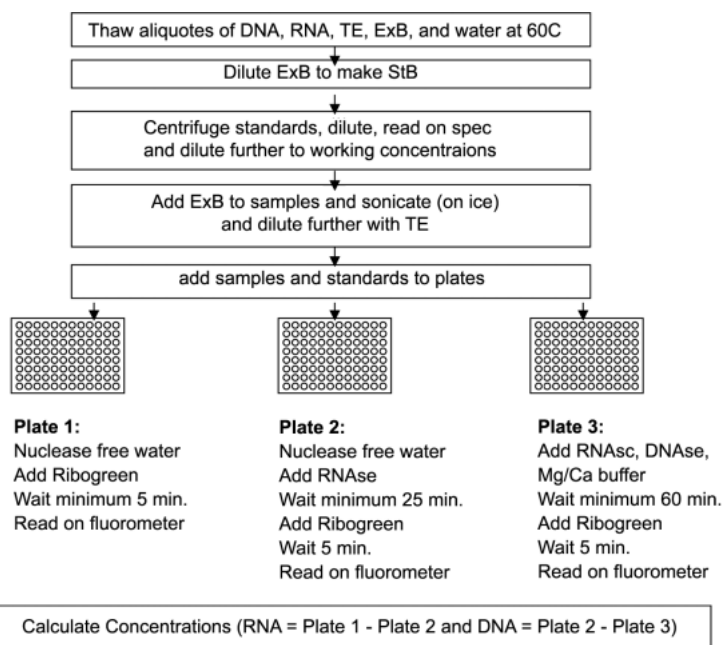 Thaw aliquotes of DNA, RNA, TE, ExB, and water at 60C
Dilute ExB to make StB
Centrifuge standards, dilute, read on spec
and dilute further to working concentraions
Add ExB to samples and sonicate (on ice)
and dilute further with TE
add samples and standards to plates
Plate 1:
Nuclease free water
Add Ribogreen
Wait minimum 5 min.
Read on fluorometer
Plate 2:
Nuclease free water
Add RNAse
Wait minimum 25 min.
Add Ribogreen
Wait 5 min.
Read on fluorometer
Plate 3:
Add RNAsc, DNAse,
Mg/Ca buffer
Wait minimum 60 min.
Add Ribogreen
Wait 5 min.
Read on fluorometer
Calculate Concentrations (RNA = Plate 1 - Plate 2 and DNA = Plate 2 - Plate 3)